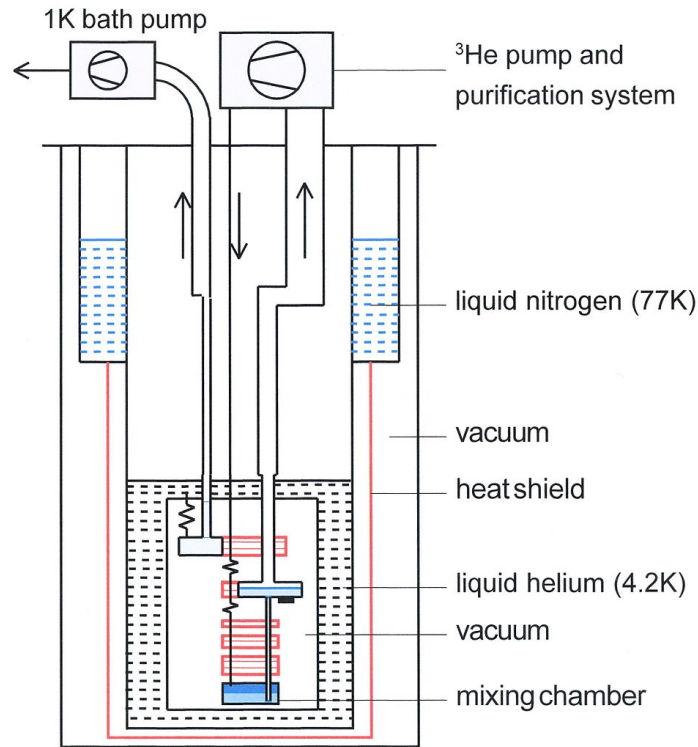 1K bath pump
³He pump and
purification system
liquid nitrogen (77K)
vacuum
heat shield
liquid helium (4.2K)
vacuum
mixing chamber